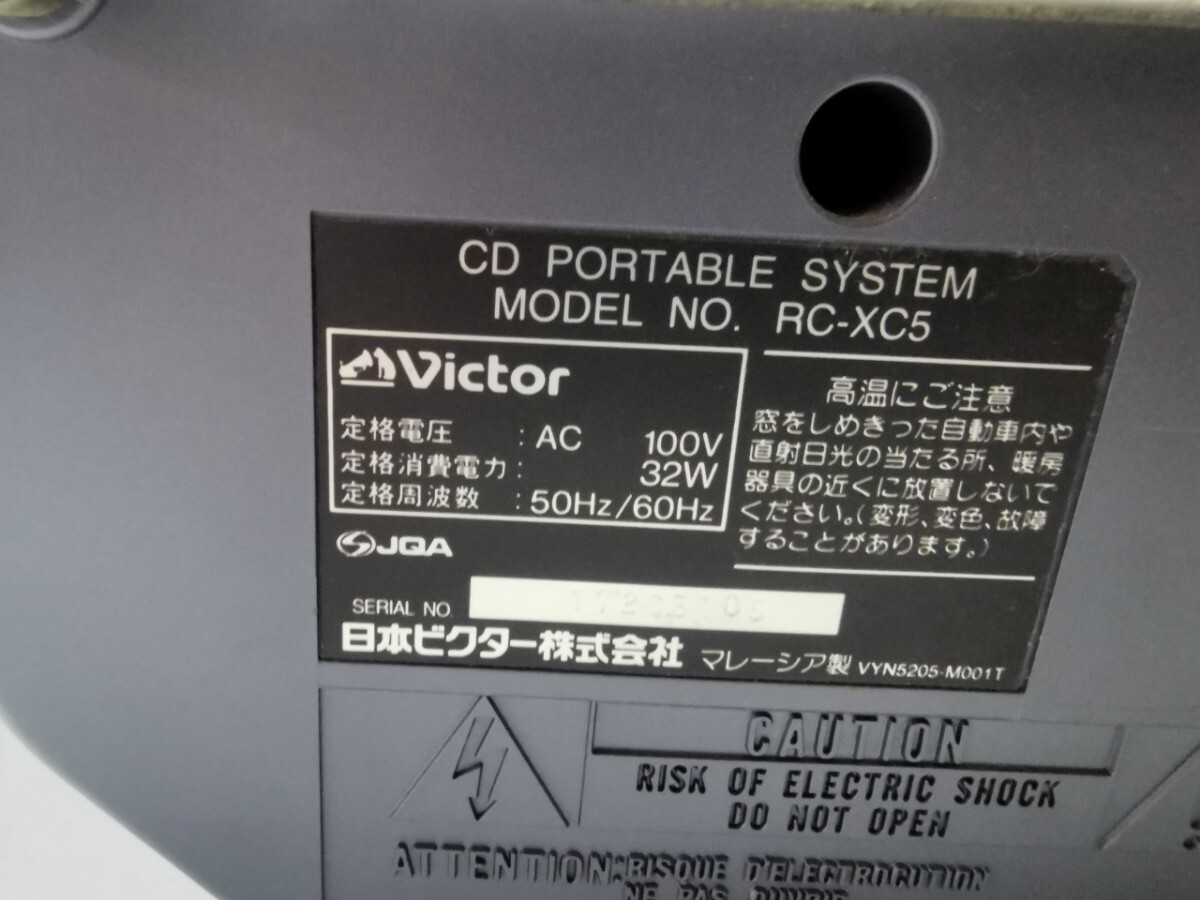 CD PORTABLE SYSTEM
MODEL NO. RC-XC5
Victor
定格電圧 : AC 100V
定格消費電力 : 32W
定格周波数 : 50Hz/60Hz
高温にご注意
窓をしめきった自動車内や
直射日光の当たる所、暖房
器具の近くに放置しないで
ください。(変形、変色、故障
することがあります。)
JQA
SERIAL NO.
日本ビクター株式会社 マレーシア製 VYN5205-M001T
CAUTION
RISK OF ELECTRIC SHOCK
DO NOT OPEN
ATTENTION: RISQUE D'ELECTROCUTION
NE PAS OUVRIR